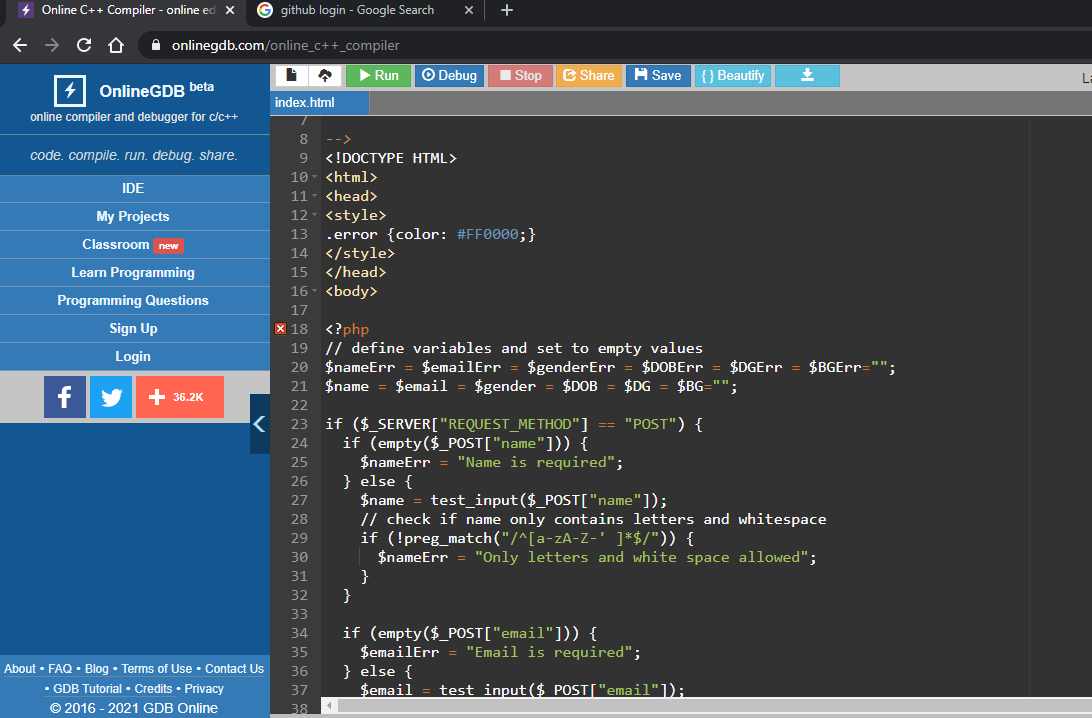 Online C++ Compiler - online ed
github login - Google Search
onlinegdb.com/online_c++_compiler
OnlineGDB beta
online compiler and debugger for c/c++
code. compile. run. debug. share.
IDE
My Projects
Classroom new
Learn Programming
Programming Questions
Sign Up
Login
36.2K
About • FAQ • Blog • Terms of Use • Contact Us
• GDB Tutorial • Credits • Privacy
© 2016 - 2021 GDB Online
Run Debug Stop Share Save { } Beautify
La
index.html
7
8 -->
9 <!DOCTYPE HTML>
10 <html>
11 <head>
12 <style>
13 .error {color: #FF0000;}
14 </style>
15 </head>
16 <body>
17
18 <?php
19 // define variables and set to empty values
20 $nameErr = $emailErr = $genderErr = $DOBErr = $DGErr = $BGErr="";
21 $name = $email = $gender = $DOB = $DG = $BG="";
22
23 if ($_SERVER["REQUEST_METHOD"] == "POST") {
24 if (empty($_POST["name"])) {
25 $nameErr = "Name is required";
26 } else {
27 $name = test_input($_POST["name"]);
28 // check if name only contains letters and whitespace
29 if (!preg_match("/^[a-zA-Z-' ]*$/")) {
30 $nameErr = "Only letters and white space allowed";
31 }
32 }
33
34 if (empty($_POST["email"])) {
35 $emailErr = "Email is required";
36 } else {
37 $email = test_input($_POST["email"]);
38